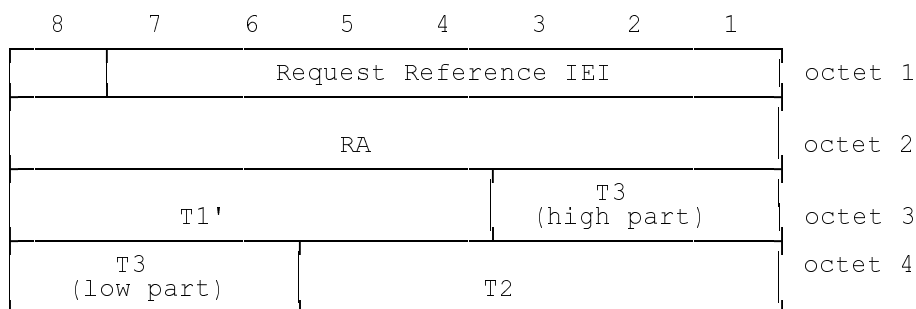 8 7 6 5 4 3 2 1
Request Reference IEI octet 1
RA octet 2
T3
T1' (high part) octet 3
T3 octet 4
(low part) T2